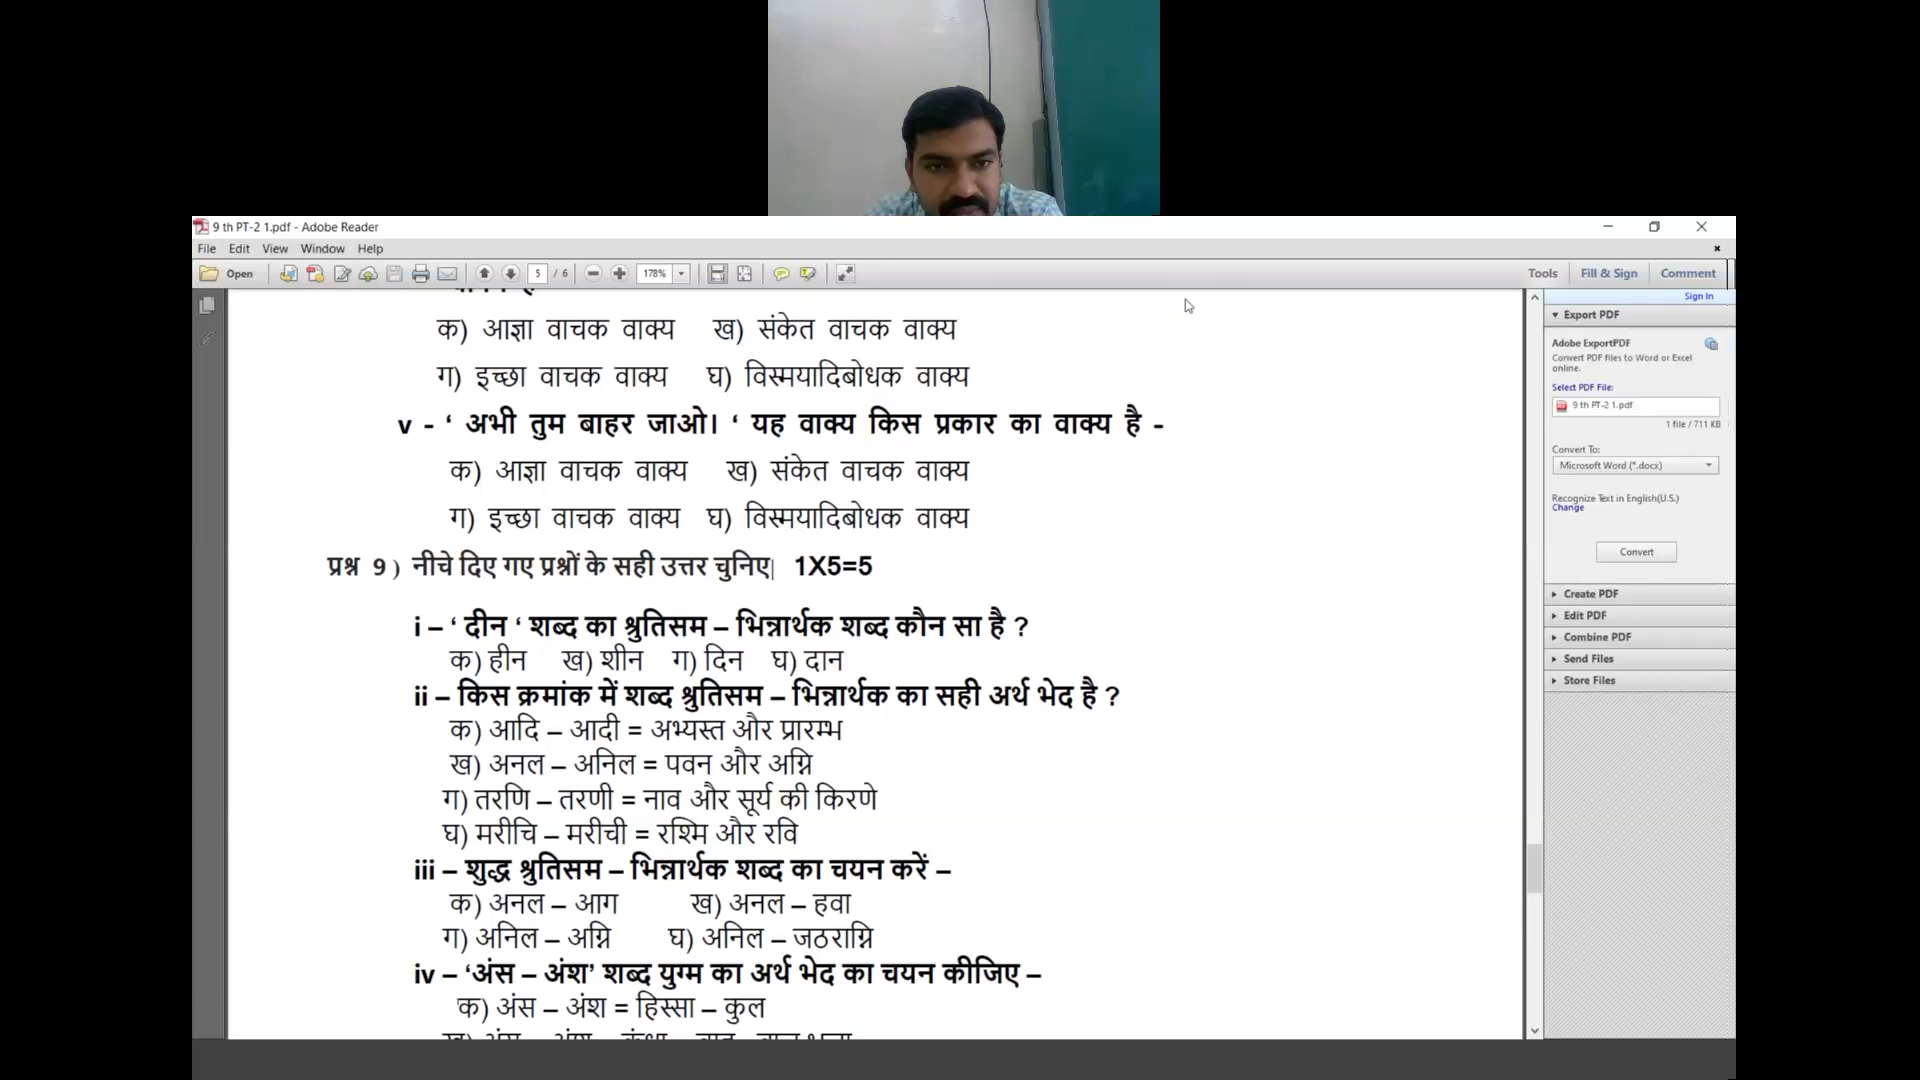 9 th PT-2 1.pdf - Adobe Reader
File Edit View Window Help
Open 5 / 6 178% Tools Fill & Sign Comment
Sign In
क) आज्ञा वाचक वाक्य ख) संकेत वाचक वाक्य
ग) इच्छा वाचक वाक्य घ) विस्मयादिबोधक वाक्य
v - ‘ अभी तुम बाहर जाओ। ‘ यह वाक्य किस प्रकार का वाक्य है -
क) आज्ञा वाचक वाक्य ख) संकेत वाचक वाक्य
ग) इच्छा वाचक वाक्य घ) विस्मयादिबोधक वाक्य
प्रश्न 9) नीचे दिए गए प्रश्नों के सही उत्तर चुनिए| 1X5=5
i – ‘ दीन ‘ शब्द का श्रुतिसम – भिन्नार्थक शब्द कौन सा है ?
क) हीन ख) शीन ग) दिन घ) दान
ii – किस क्रमांक में शब्द श्रुतिसम – भिन्नार्थक का सही अर्थ भेद है ?
क) आदि – आदी = अभ्यस्त और प्रारम्भ
ख) अनल – अनिल = पवन और अग्नि
ग) तरणि – तरणी = नाव और सूर्य की किरणे
घ) मरीचि – मरीची = रश्मि और रवि
iii – शुद्ध श्रुतिसम – भिन्नार्थक शब्द का चयन करें –
क) अनल – आग ख) अनल – हवा
ग) अनिल – अग्नि घ) अनिल – जठराग्नि
iv – ‘अंस – अंश’ शब्द युग्म का अर्थ भेद का चयन कीजिए –
'क) अंस – अंश = हिस्सा – कुल
Export PDF
Adobe ExportPDF
Convert PDF files to Word or Excel
online.
Select PDF File:
9 th PT-2 1.pdf
1 file / 711 KB
Convert To:
Microsoft Word (*.docx)
Recognize Text in English(U.S.)
Change
Convert
Create PDF
Edit PDF
Combine PDF
Send Files
Store Files